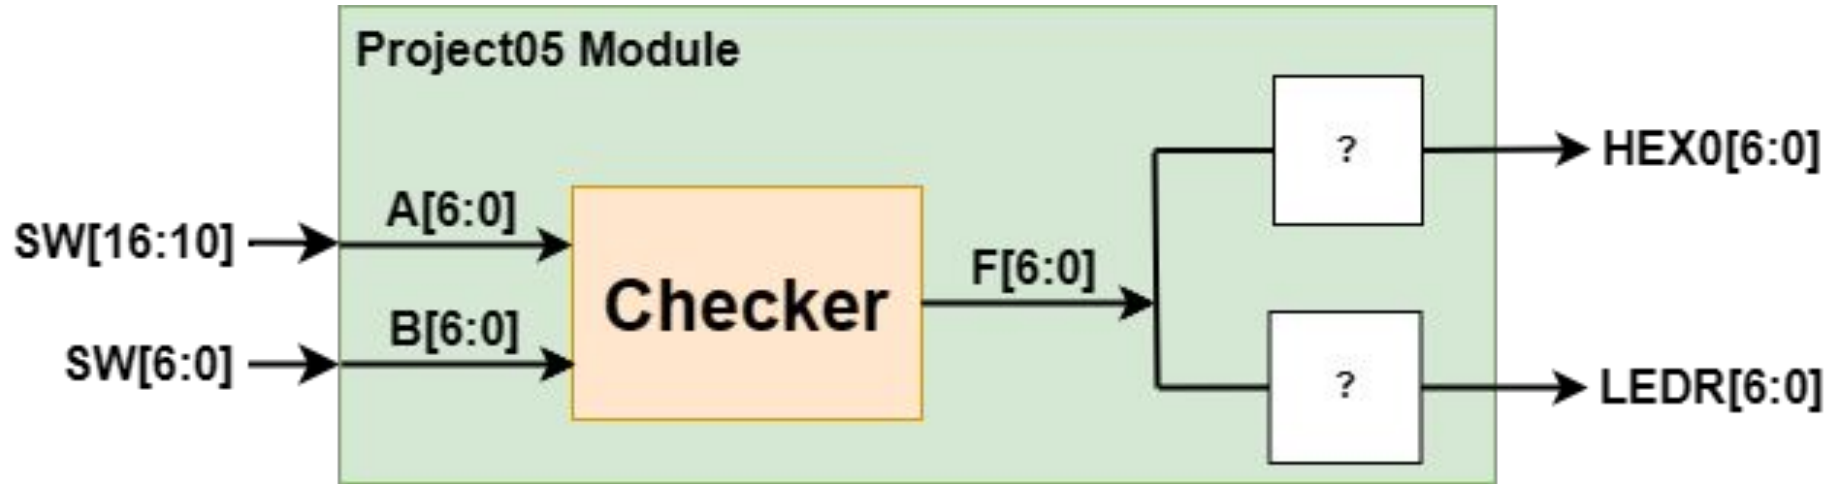 Project05 Module
?
HEX0[6:0]
A[6:0]
SW[16:10]
F[6:0]
Checker
B[6:0]
SW[6:0]
?
LEDR[6:0]